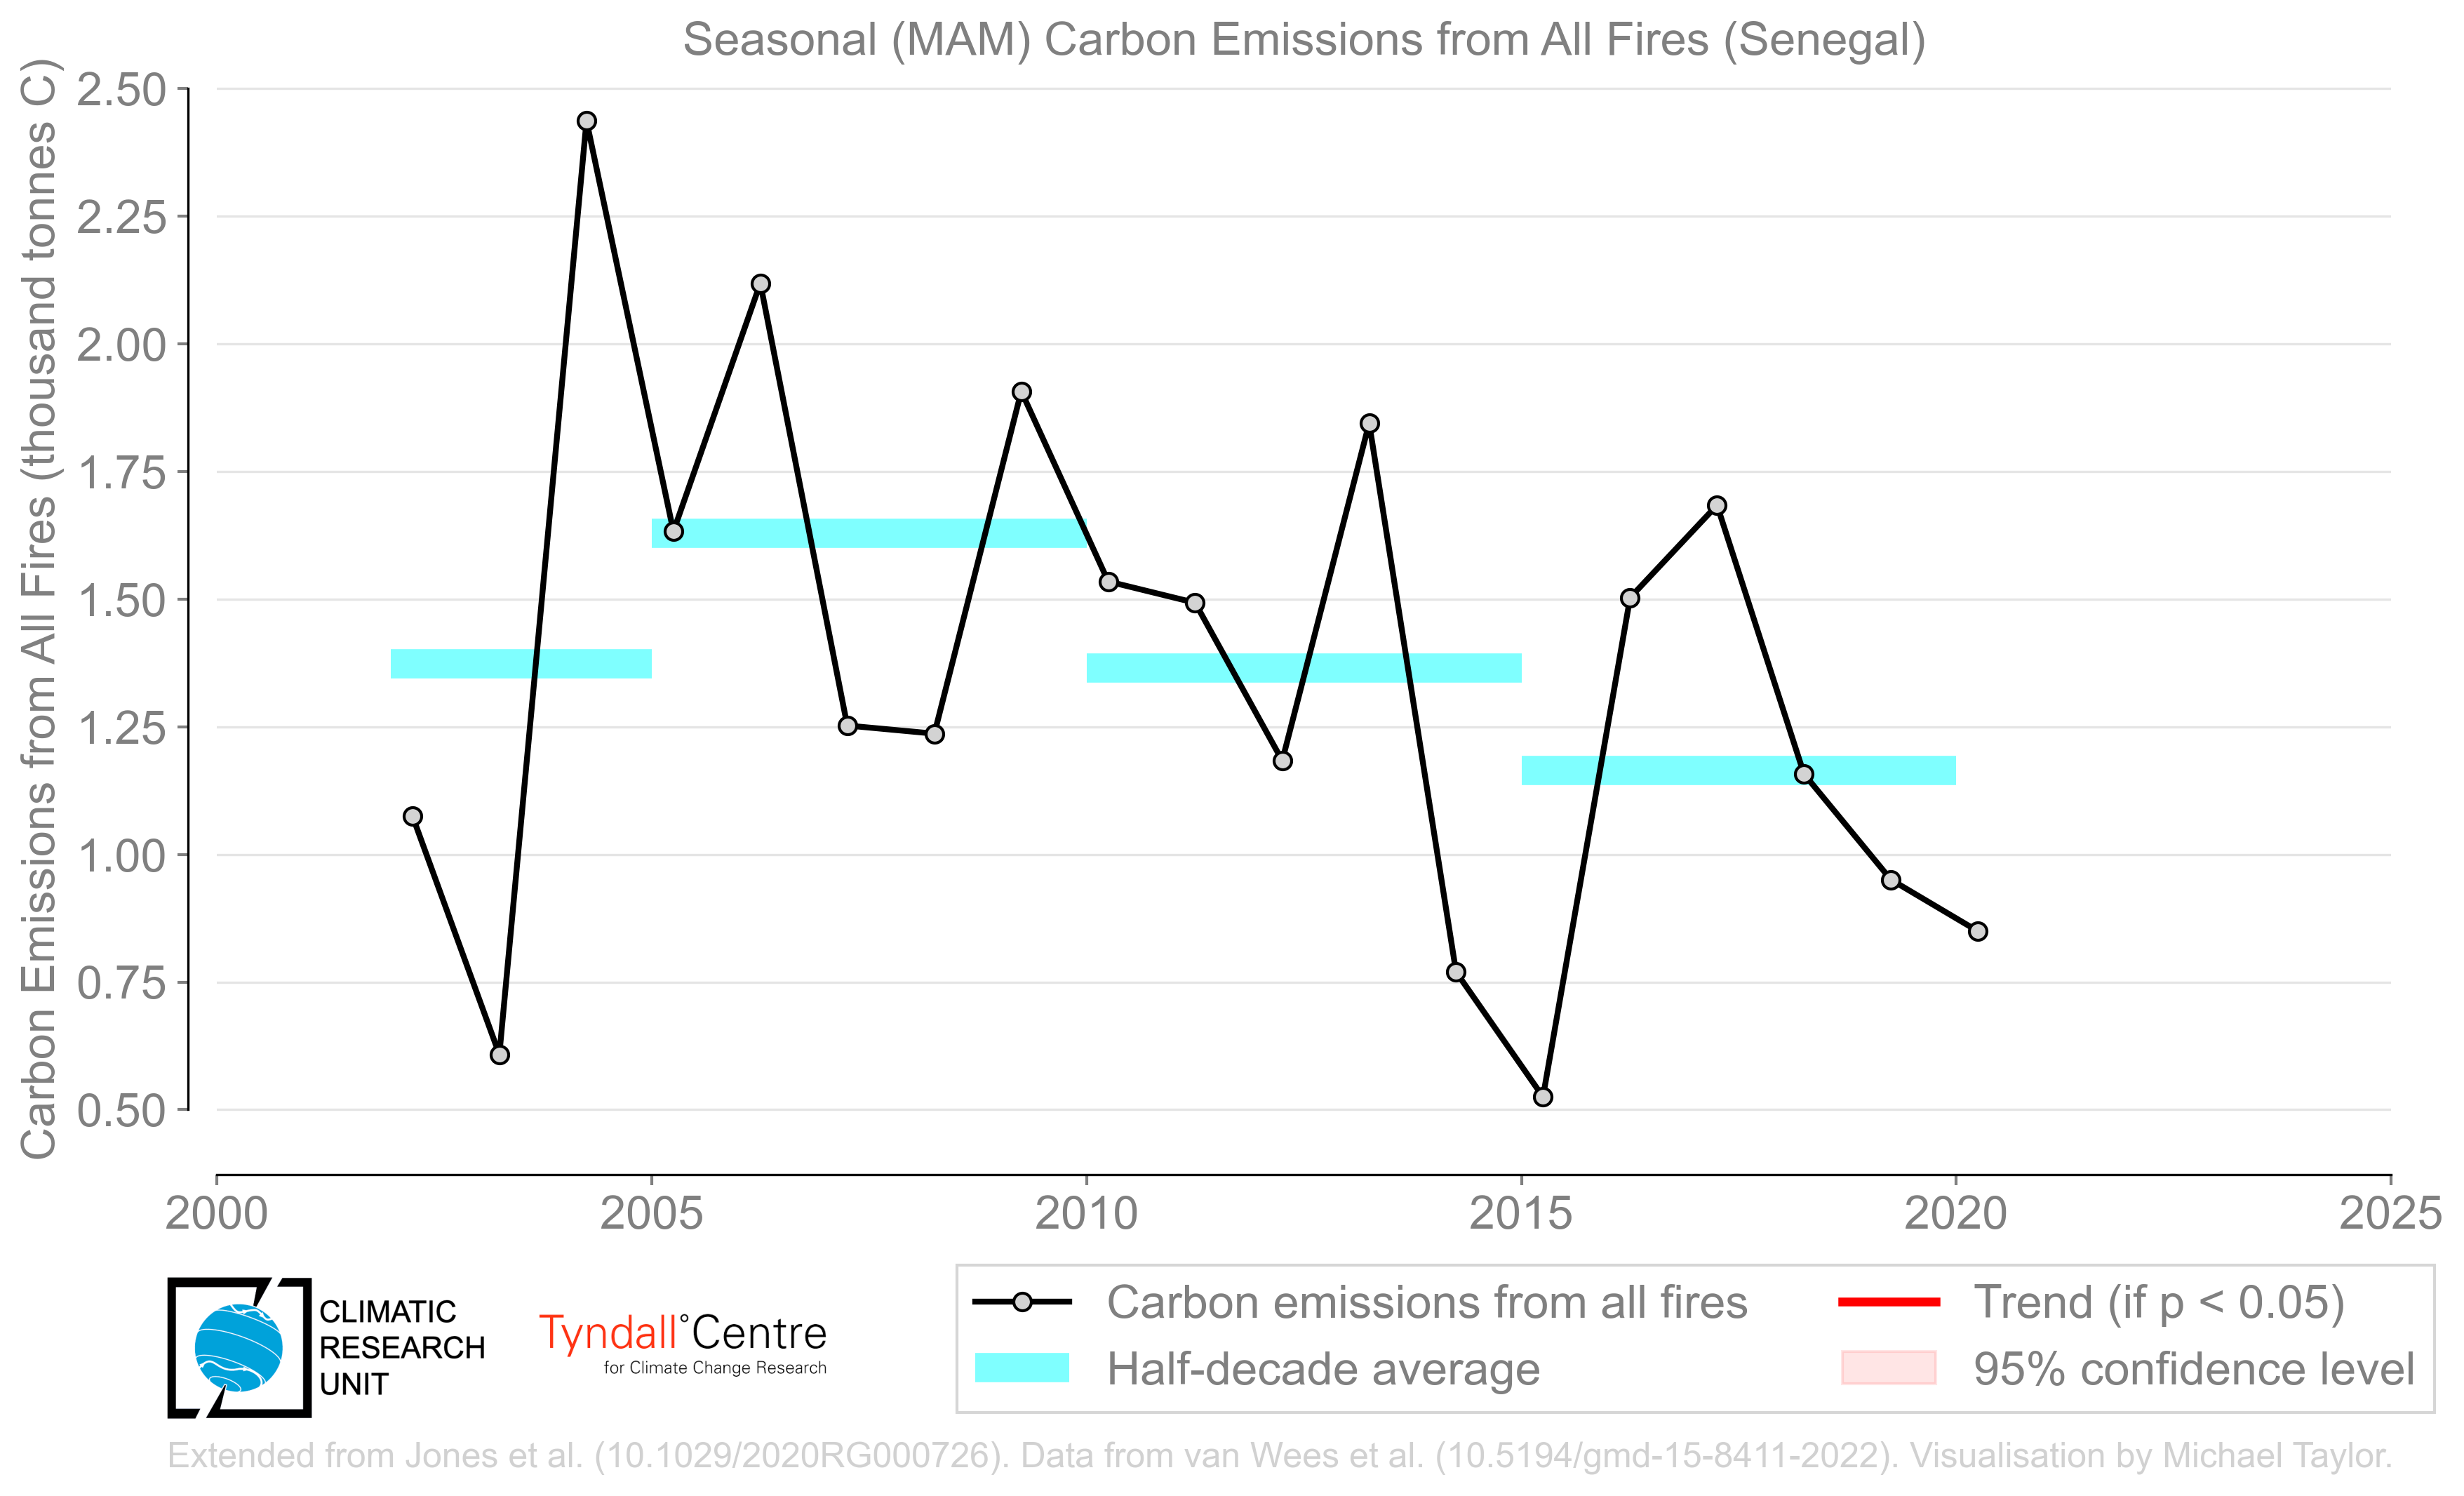 Seasonal (MAM) Carbon Emissions from All Fires (Senegal)
Carbon Emissions from All Fires (thousand tonnes C)
2.50
2.25
2.00
1.75
1.50
1.25
1.00
0.75
0.50
2000
2005
2010
2015
2020
2025
CLIMATIC
RESEARCH
UNIT
Tyndall°Centre
for Climate Change Research
Carbon emissions from all fires
Half-decade average
Trend (if p < 0.05)
95% confidence level
Extended from Jones et al. (10.1029/2020RG000726). Data from van Wees et al. (10.5194/gmd-15-8411-2022). Visualisation by Michael Taylor.